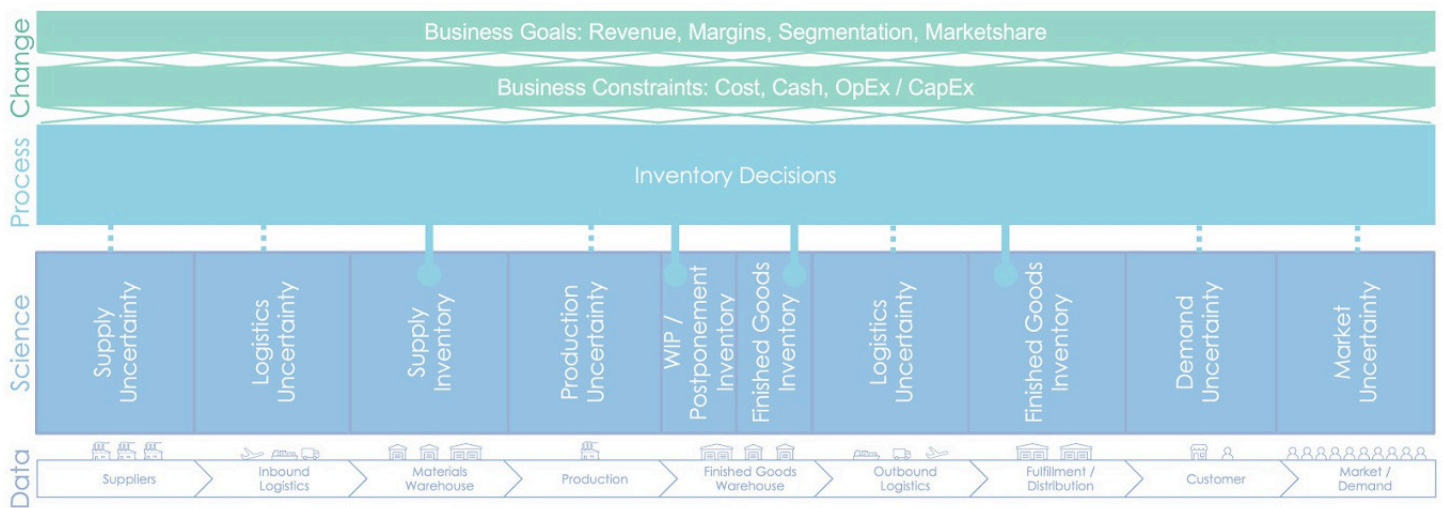 Change
Business Goals: Revenue, Margins, Segmentation, Marketshare
Business Constraints: Cost, Cash, OpEx / CapEx
Process
Inventory Decisions
Science
Supply
Uncertainty
Logistics
Uncertainty
Supply
Inventory
Production
Uncertainty
WIP /
Postponement
Inventory
Finished Goods
Inventory
Logistics
Uncertainty
Finished Goods
Inventory
Demand
Uncertainty
Market
Uncertainty
Data
Suppliers
Inbound
Logistics
Materials
Warehouse
Production
Finished Goods
Warehouse
Outbound
Logistics
Fulfillment /
Distribution
Customer
Market /
Demand